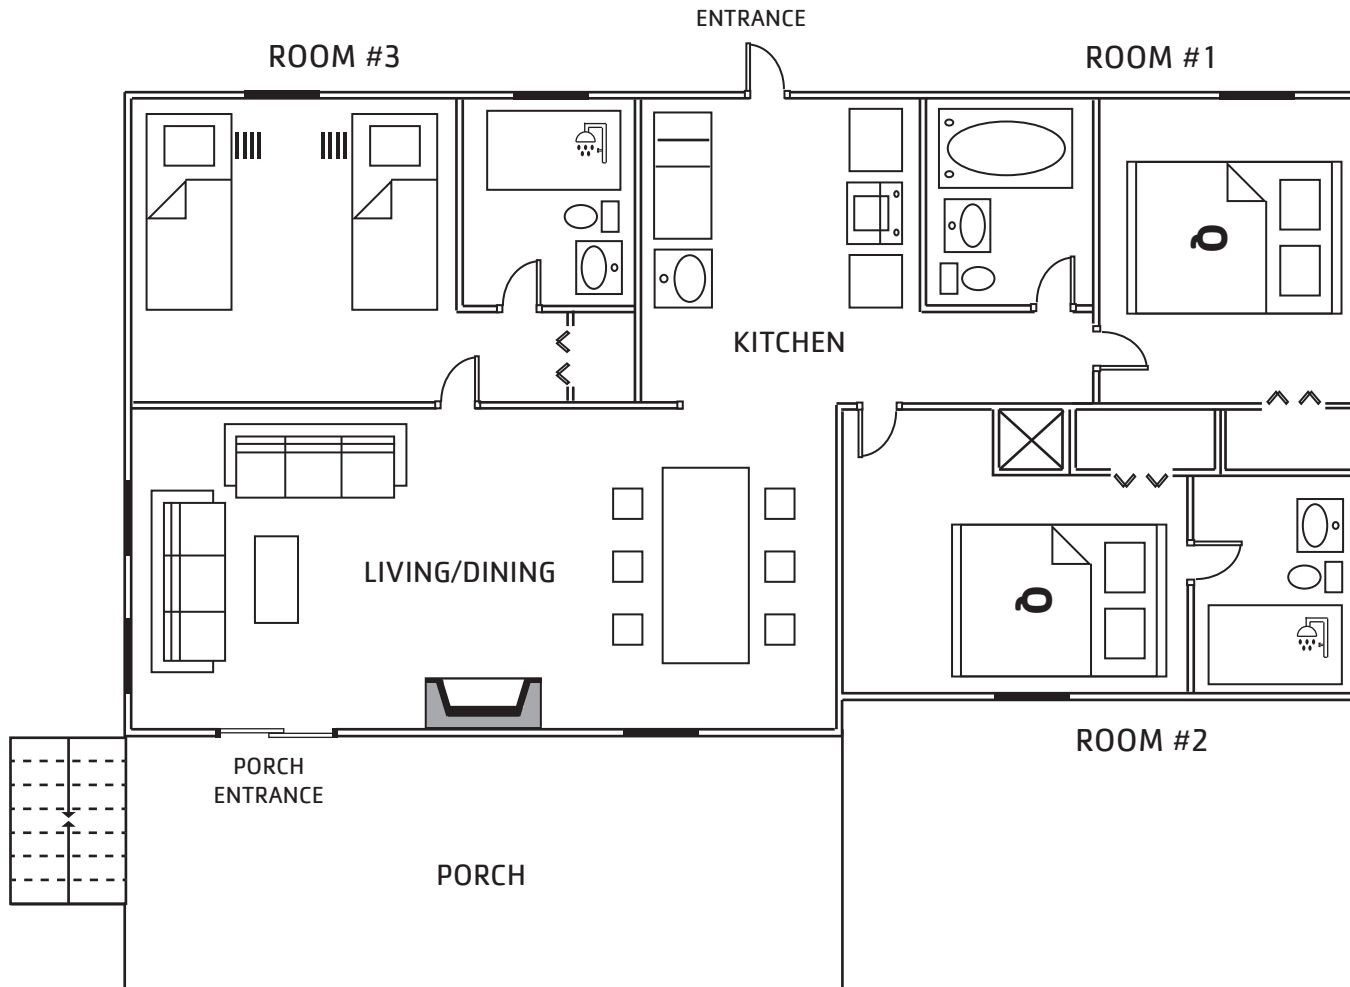 ENTRANCE
ROOM #3
ROOM #1
Q
KITCHEN
LIVING/DINING
Q
PORCH
ENTRANCE
ROOM #2
PORCH